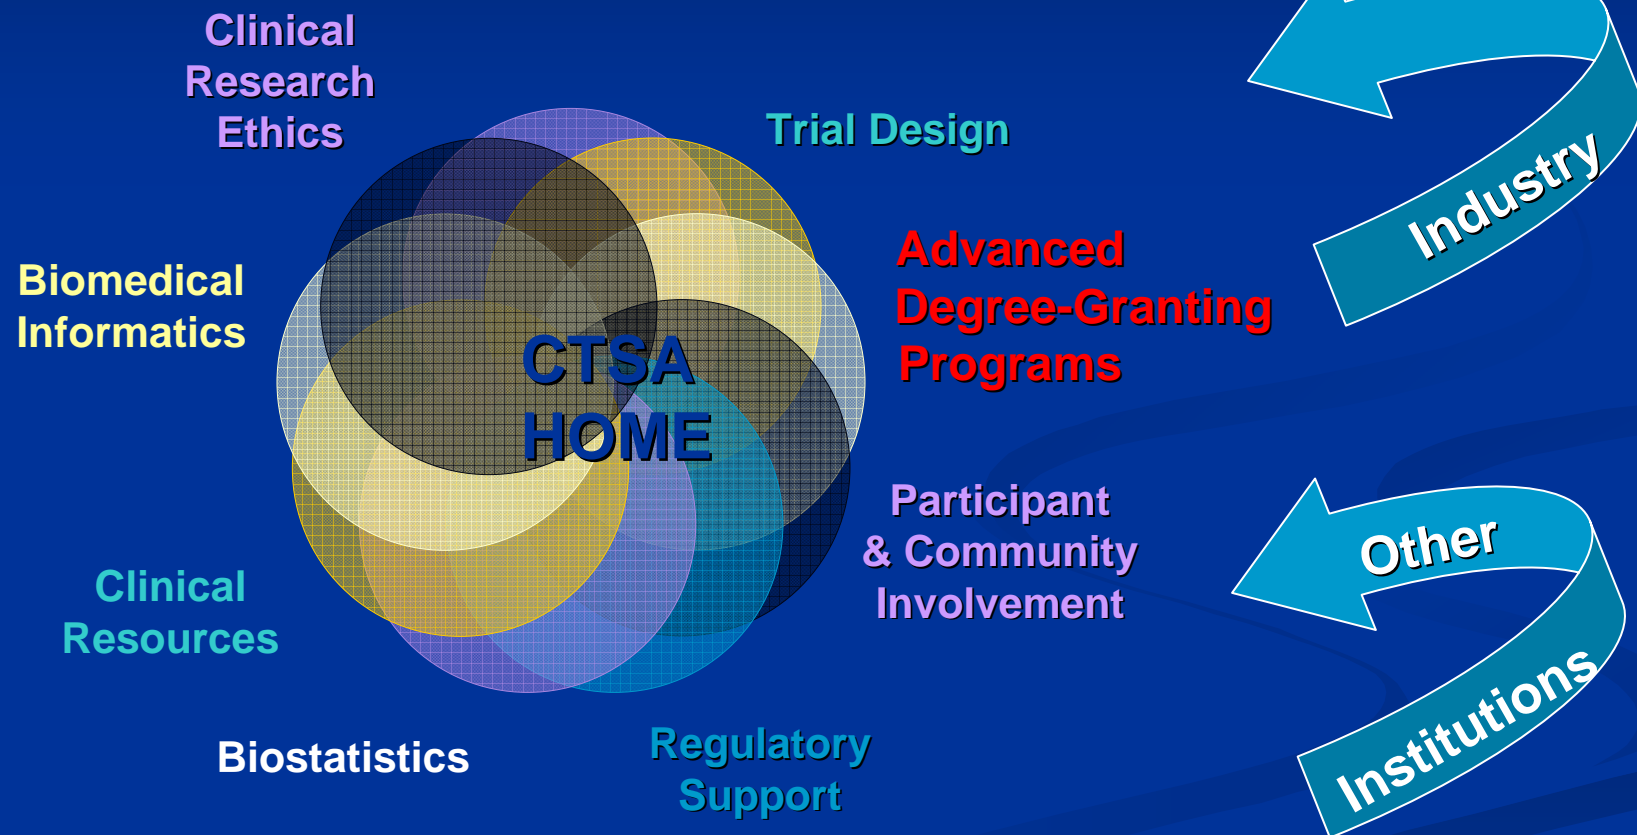 Clinical
Research
Ethics
Trial Design
Industry
Advanced
Degree-Granting
Programs
Biomedical
Informatics
CTSA
HOME
Participant
& Community
Involvement
Other
Institutions
Clinical
Resources
Biostatistics
Regulatory
Support